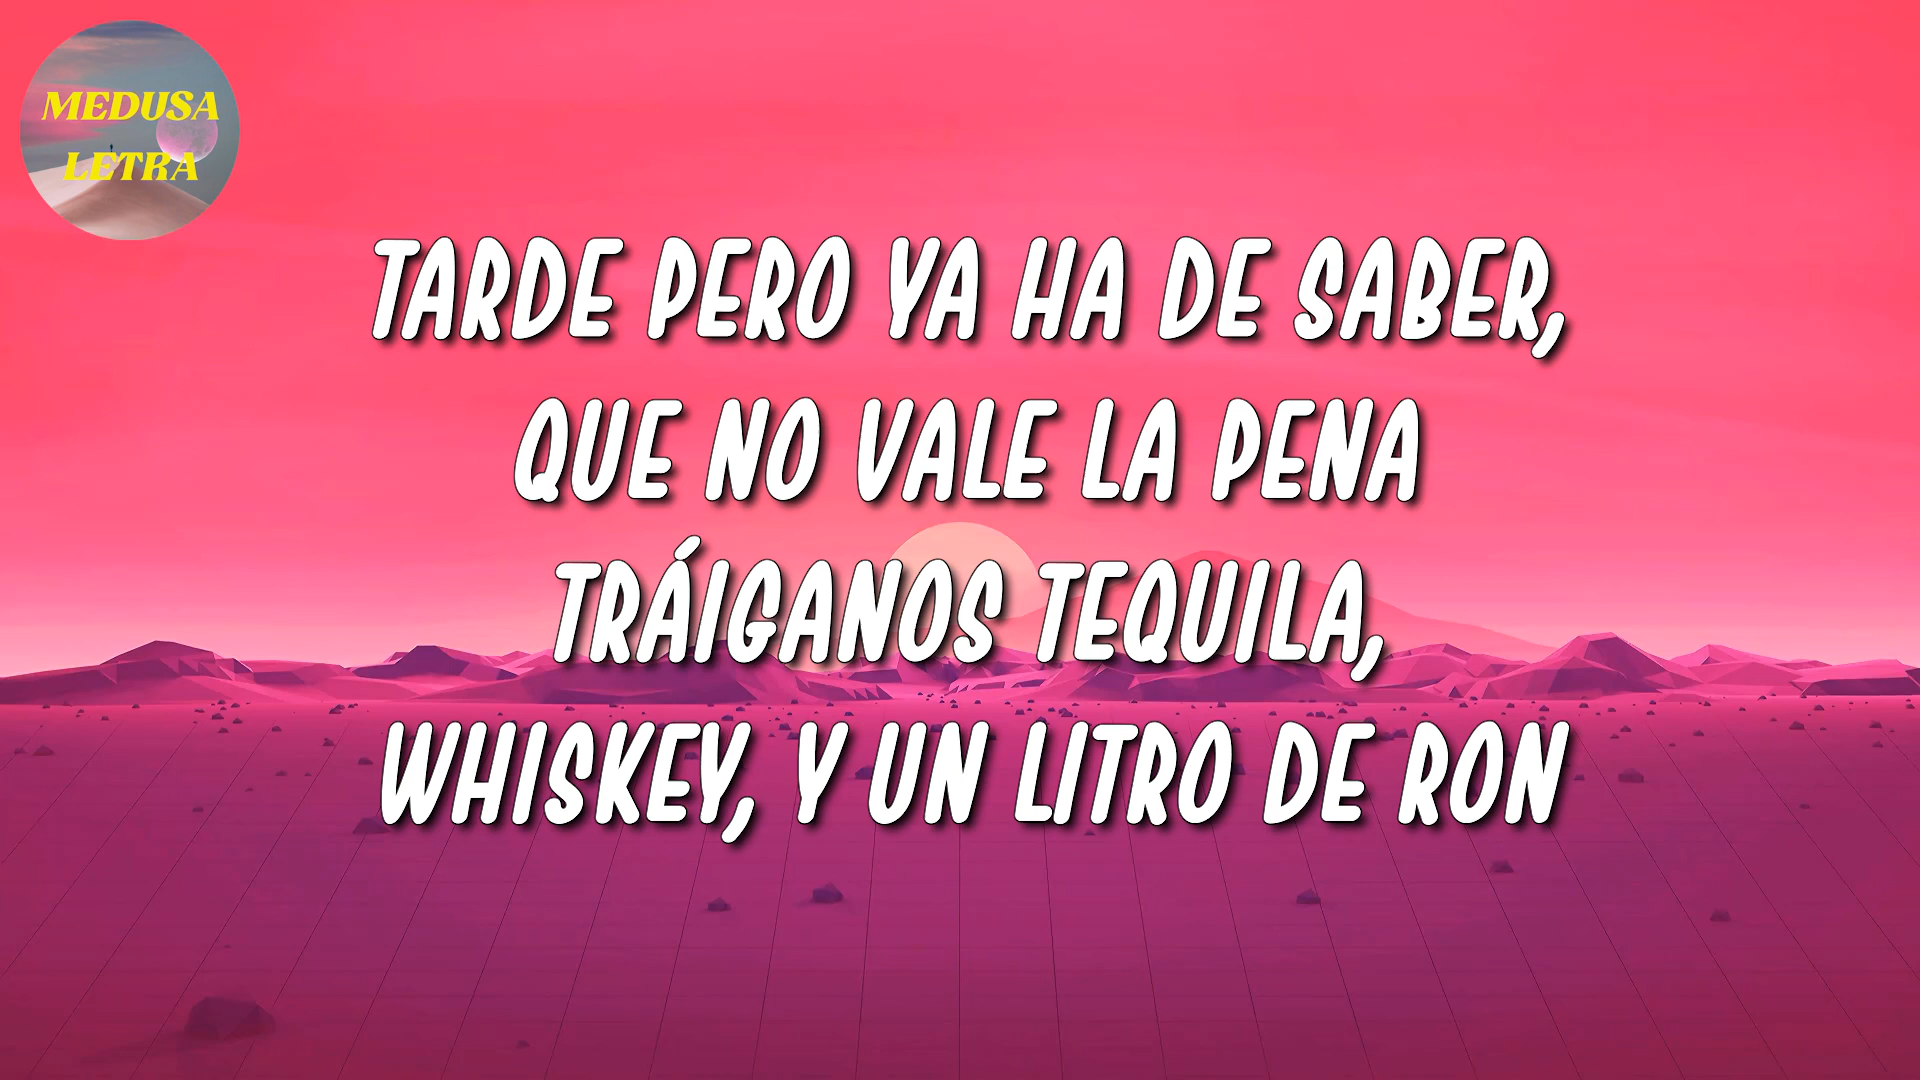 MEDUSA
LETRA
TARDE PERO YA HA DE SABER,
QUE NO VALE LA PENA
TRÁIGANOS TEQUILA,
WHISKEY, Y UN LITRO DE RON